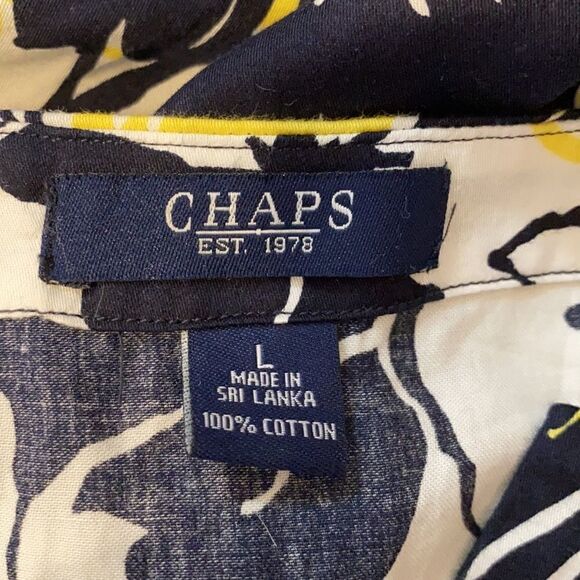 CHAPS
EST. 1978
L
MADE IN
SRI LANKA
100% COTTON